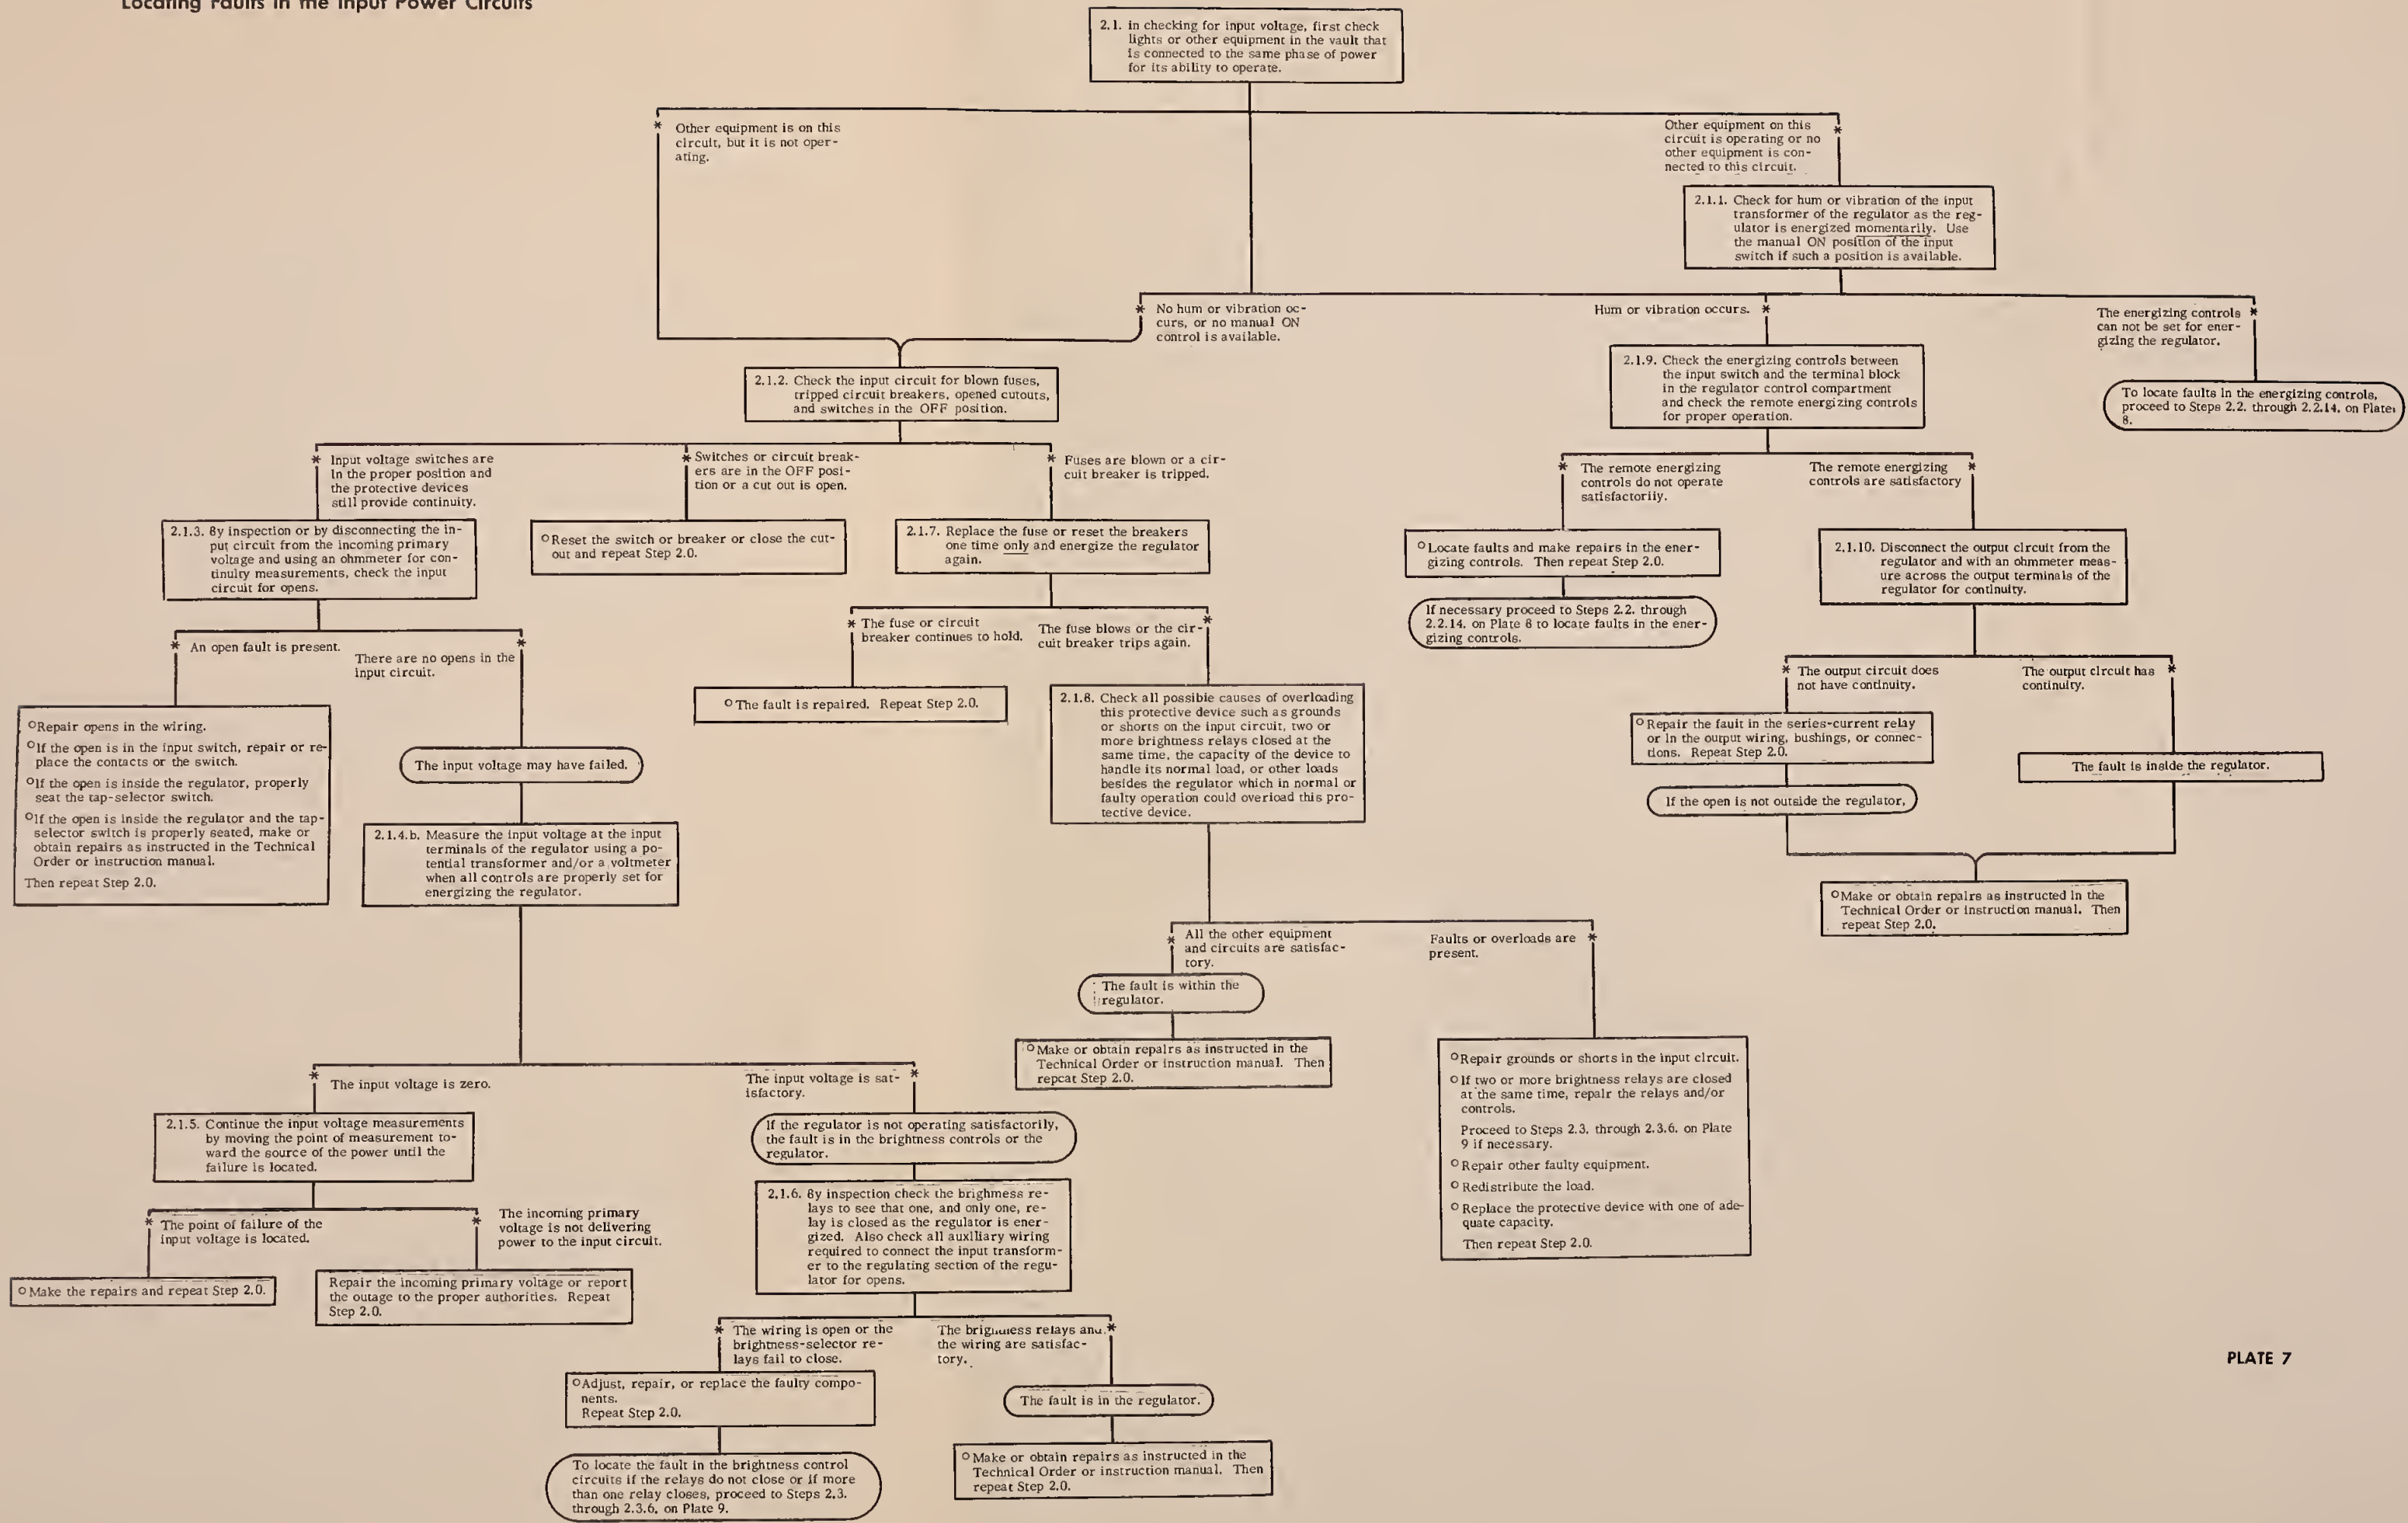 Locating Faults in the Input Power Circuits
2.1. in checking for input voltage, first check
lights or other equipment in the vault that
is connected to the same phase of power
for its ability to operate.
* Other equipment is on this
circuit, but it is not oper-
ating.
Other equipment on this *
circuit is operating or no
other equipment is con-
nected to this circuit.
2.1.1. Check for hum or vibration of the input
transformer of the regulator as the reg-
ulator is energized momentarily. Use
the manual ON position of the input
switch if such a position is available.
* No hum or vibration oc-
curs, or no manual ON
control is available.
Hum or vibration occurs. *
The energizing controls *
can not be set for ener-
gizing the regulator.
2.1.2. Check the input circuit for blown fuses,
tripped circuit breakers, opened cutouts,
and switches in the OFF position.
2.1.9. Check the energizing controls between
the input switch and the terminal block
in the regulator control compartment
and check the remote energizing controls
for proper operation.
To locate faults in the energizing controls,
proceed to Steps 2.2. through 2.2.14. on Plate
8.
* Input voltage switches are
in the proper position and
the protective devices
still provide continuity.
* Switches or circuit break-
ers are in the OFF posi-
tion or a cut out is open.
* Fuses are blown or a cir-
cuit breaker is tripped.
* The remote energizing
controls do not operate
satisfactorily.
The remote energizing *
controls are satisfactory
2.1.3. By inspection or by disconnecting the in-
put circuit from the incoming primary
voltage and using an ohmmeter for con-
tinuity measurements, check the input
circuit for opens.
○ Reset the switch or breaker or close the cut-
out and repeat Step 2.0.
2.1.7. Replace the fuse or reset the breakers
one time only and energize the regulator
again.
○ Locate faults and make repairs in the ener-
gizing controls. Then repeat Step 2.0.
2.1.10. Disconnect the output circuit from the
regulator and with an ohmmeter meas-
ure across the output terminals of the
regulator for continuity.
If necessary proceed to Steps 2.2. through
2.2.14. on Plate 8 to locate faults in the ener-
gizing controls.
* An open fault is present.
There are no opens in the *
input circuit.
* The fuse or circuit
breaker continues to hold.
The fuse blows or the cir- *
cuit breaker trips again.
* The output circuit does
not have continuity.
The output circuit has *
continuity.
○ Repair opens in the wiring.
○ If the open is in the input switch, repair or re-
place the contacts or the switch.
○ If the open is inside the regulator, properly
seat the tap-selector switch.
○ If the open is inside the regulator and the tap-
selector switch is properly seated, make or
obtain repairs as instructed in the Technical
Order or instruction manual.
Then repeat Step 2.0.
The input voltage may have failed.
○ The fault is repaired. Repeat Step 2.0.
2.1.8. Check all possible causes of overloading
this protective device such as grounds
or shorts on the input circuit, two or
more brightness relays closed at the
same time, the capacity of the device to
handle its normal load, or other loads
besides the regulator which in normal or
faulty operation could overload this pro-
tective device.
○ Repair the fault in the series-current relay
or in the output wiring, bushings, or connec-
tions. Repeat Step 2.0.
The fault is inside the regulator.
If the open is not outside the regulator,
2.1.4.b. Measure the input voltage at the input
terminals of the regulator using a po-
tential transformer and/or a voltmeter
when all controls are properly set for
energizing the regulator.
○ Make or obtain repairs as instructed in the
Technical Order or instruction manual. Then
repeat Step 2.0.
* All the other equipment
and circuits are satisfac-
tory.
Faults or overloads are *
present.
The fault is within the
regulator.
○ Make or obtain repairs as instructed in the
Technical Order or instruction manual. Then
repeat Step 2.0.
○ Repair grounds or shorts in the input circuit.
○ If two or more brightness relays are closed
at the same time, repair the relays and/or
controls.
Proceed to Steps 2.3. through 2.3.6. on Plate
9 if necessary.
○ Repair other faulty equipment.
○ Redistribute the load.
○ Replace the protective device with one of ade-
quate capacity.
Then repeat Step 2.0.
* The input voltage is zero.
The input voltage is sat- *
isfactory.
2.1.5. Continue the input voltage measurements
by moving the point of measurement to-
ward the source of the power until the
failure is located.
If the regulator is not operating satisfactorily,
the fault is in the brightness controls or the
regulator.
2.1.6. By inspection check the brightness re-
lays to see that one, and only one, re-
lay is closed as the regulator is ener-
gized. Also check all auxiliary wiring
required to connect the input transform-
er to the regulating section of the regu-
lator for opens.
* The point of failure of the
input voltage is located.
* The incoming primary
voltage is not delivering
power to the input circuit.
○ Make the repairs and repeat Step 2.0.
Repair the incoming primary voltage or report
the outage to the proper authorities. Repeat
Step 2.0.
* The wiring is open or the
brightness-selector re-
lays fail to close.
The brightness relays and *
the wiring are satisfac-
tory.
○ Adjust, repair, or replace the faulty compo-
nents.
Repeat Step 2.0.
The fault is in the regulator.
To locate the fault in the brightness control
circuits if the relays do not close or if more
than one relay closes, proceed to Steps 2.3.
through 2.3.6. on Plate 9.
○ Make or obtain repairs as instructed in the
Technical Order or instruction manual. Then
repeat Step 2.0.
PLATE 7